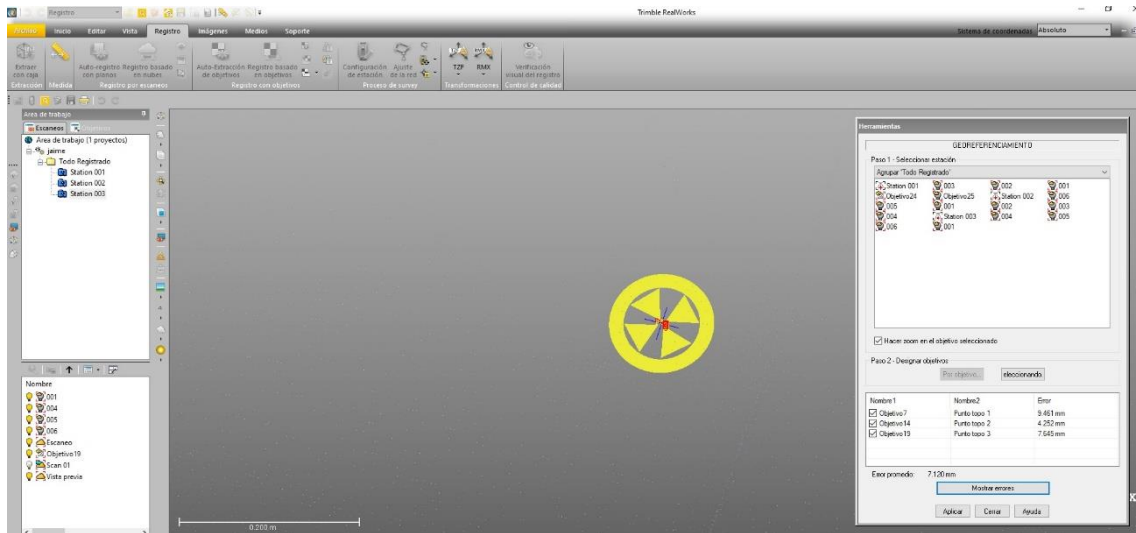 Registro
Trimble RealWorks
Inicio Editar Vista Registro Imágenes Medios Soporte
Sistema de coordenadas Absoluto
Extraer con caja
Auto-registro con planos
Registro basado
Auto-Extracción de objetivos
Registro basado en objetivos
Configuración de estación
Ajuste de la red
TZF RMX
Verificación visual del registro
Extracción Medida Registro por escaneos Registro con objetivos Proceso de survey Transformaciones Control de calidad
Área de trabajo
Escaneos
Área de trabajo (1 proyectos)
jaime
Todo Registrado
Station 001
Station 002
Station 003
Nombre
001
004
005
006
Escaneo
Objetivo19
Scan 01
Vista previa
0.200 m
Herramientas
GEOREFERENCIAMIENTO
Paso 1 - Seleccionar estación
Agrupar 'Todo Registrado'
Station 001 003 002 001
Objetivo24 Objetivo25 Station 002 006
005 001 002 003
004 Station 003 004 005
006 001
Hacer zoom en el objetivo seleccionado
Paso 2 - Designar objetivos
Por objetivo... eleccionando
Nombre1 Nombre2 Error
Objetivo7 Punto topo 1 9.461 mm
Objetivo14 Punto topo 2 4.252 mm
Objetivo19 Punto topo 3 7.645 mm
Error promedio: 7.120 mm
Mostrar errores
Aplicar Cerrar Ayuda